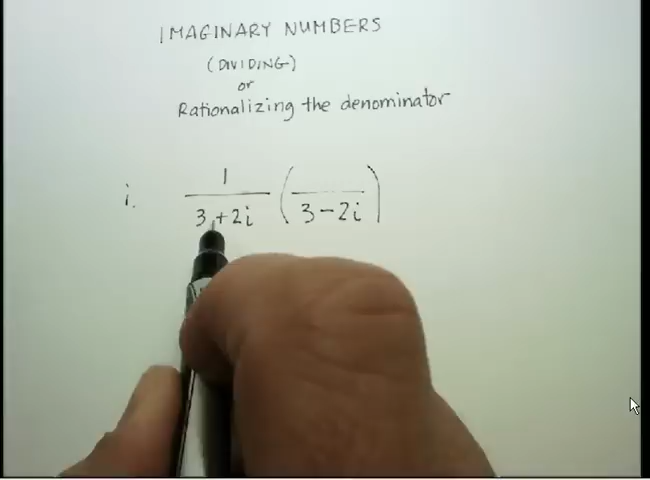 IMAGINARY NUMBERS
(DIVIDING)
or
Rationalizing the denominator
i. 1/(3+2i) ( /(3-2i))